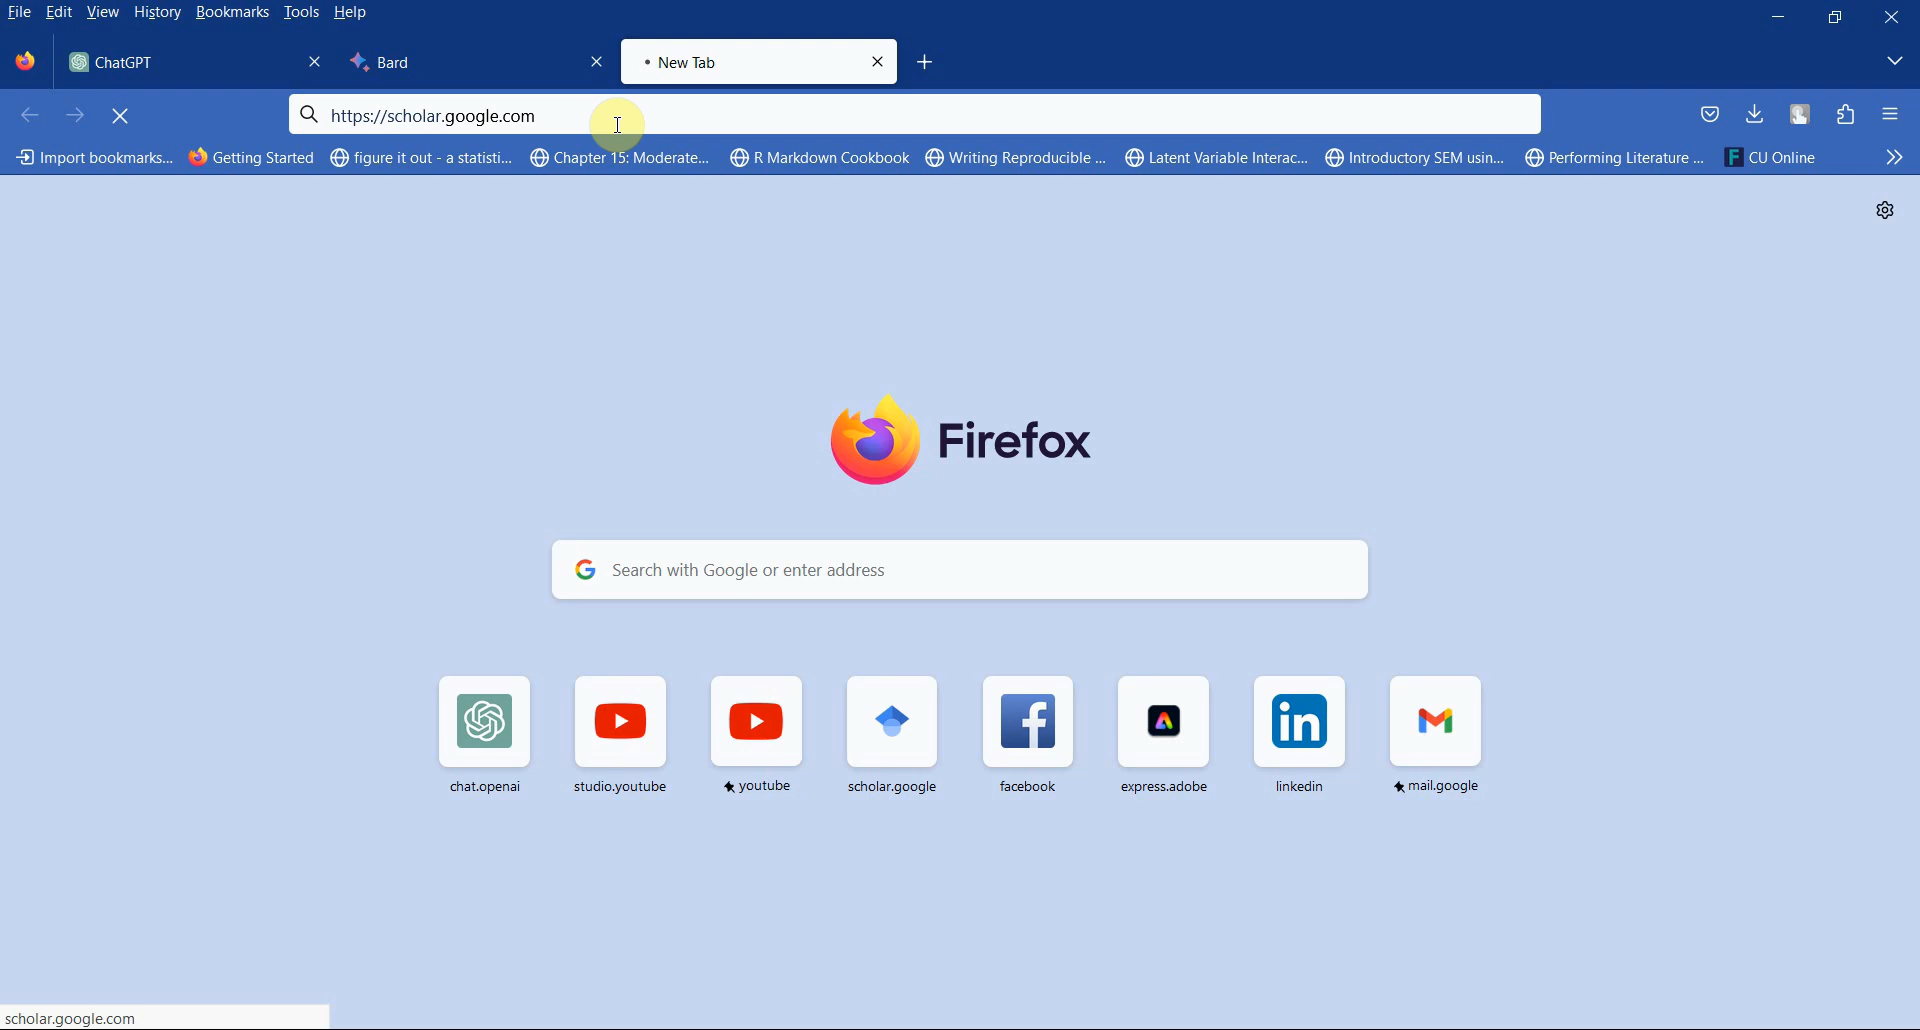 File Edit View History Bookmarks Tools Help
ChatGPT
Bard
New Tab
https://scholar.google.com
Import bookmarks...
Getting Started
figure it out - a statisti...
Chapter 15: Moderate...
R Markdown Cookbook
Writing Reproducible ...
Latent Variable Interac...
Introductory SEM usin...
Performing Literature ...
CU Online
Firefox
Search with Google or enter address
chat.openai
studio.youtube
youtube
scholar.google
facebook
express.adobe
linkedin
mail.google
scholar.google.com